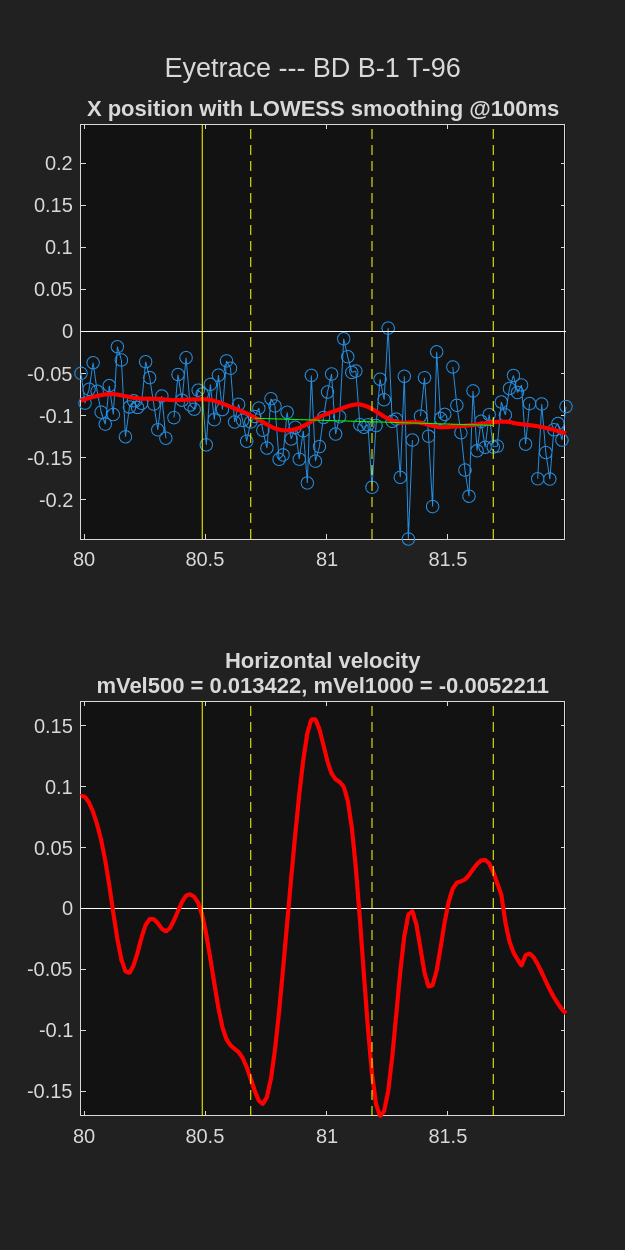 Eyetrace --- BD B-1 T-96
X position with LOWESS smoothing @100ms
0.2
0.15
0.1
0.05
0
-0.05
-0.1
-0.15
-0.2
80 80.5 81 81.5
Horizontal velocity
mVel500 = 0.013422, mVel1000 = -0.0052211
0.15
0.1
0.05
0
-0.05
-0.1
-0.15
80 80.5 81 81.5